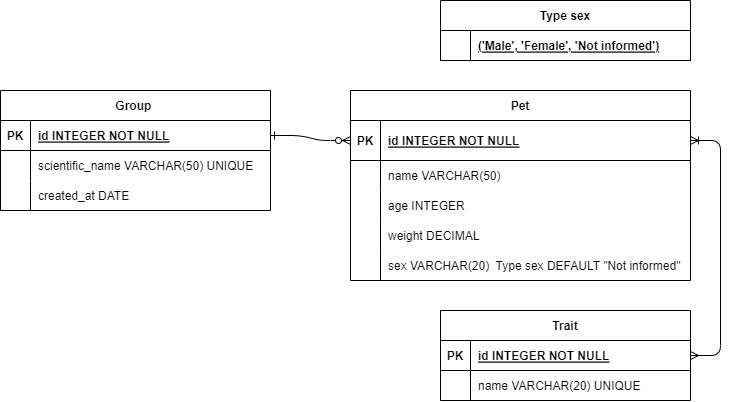 Type sex
('Male', 'Female', 'Not informed')
Group
PK id INTEGER NOT NULL
scientific_name VARCHAR(50) UNIQUE
created_at DATE
Pet
PK id INTEGER NOT NULL
name VARCHAR(50)
age INTEGER
weight DECIMAL
sex VARCHAR(20) Type sex DEFAULT "Not informed"
Trait
PK id INTEGER NOT NULL
name VARCHAR(20) UNIQUE